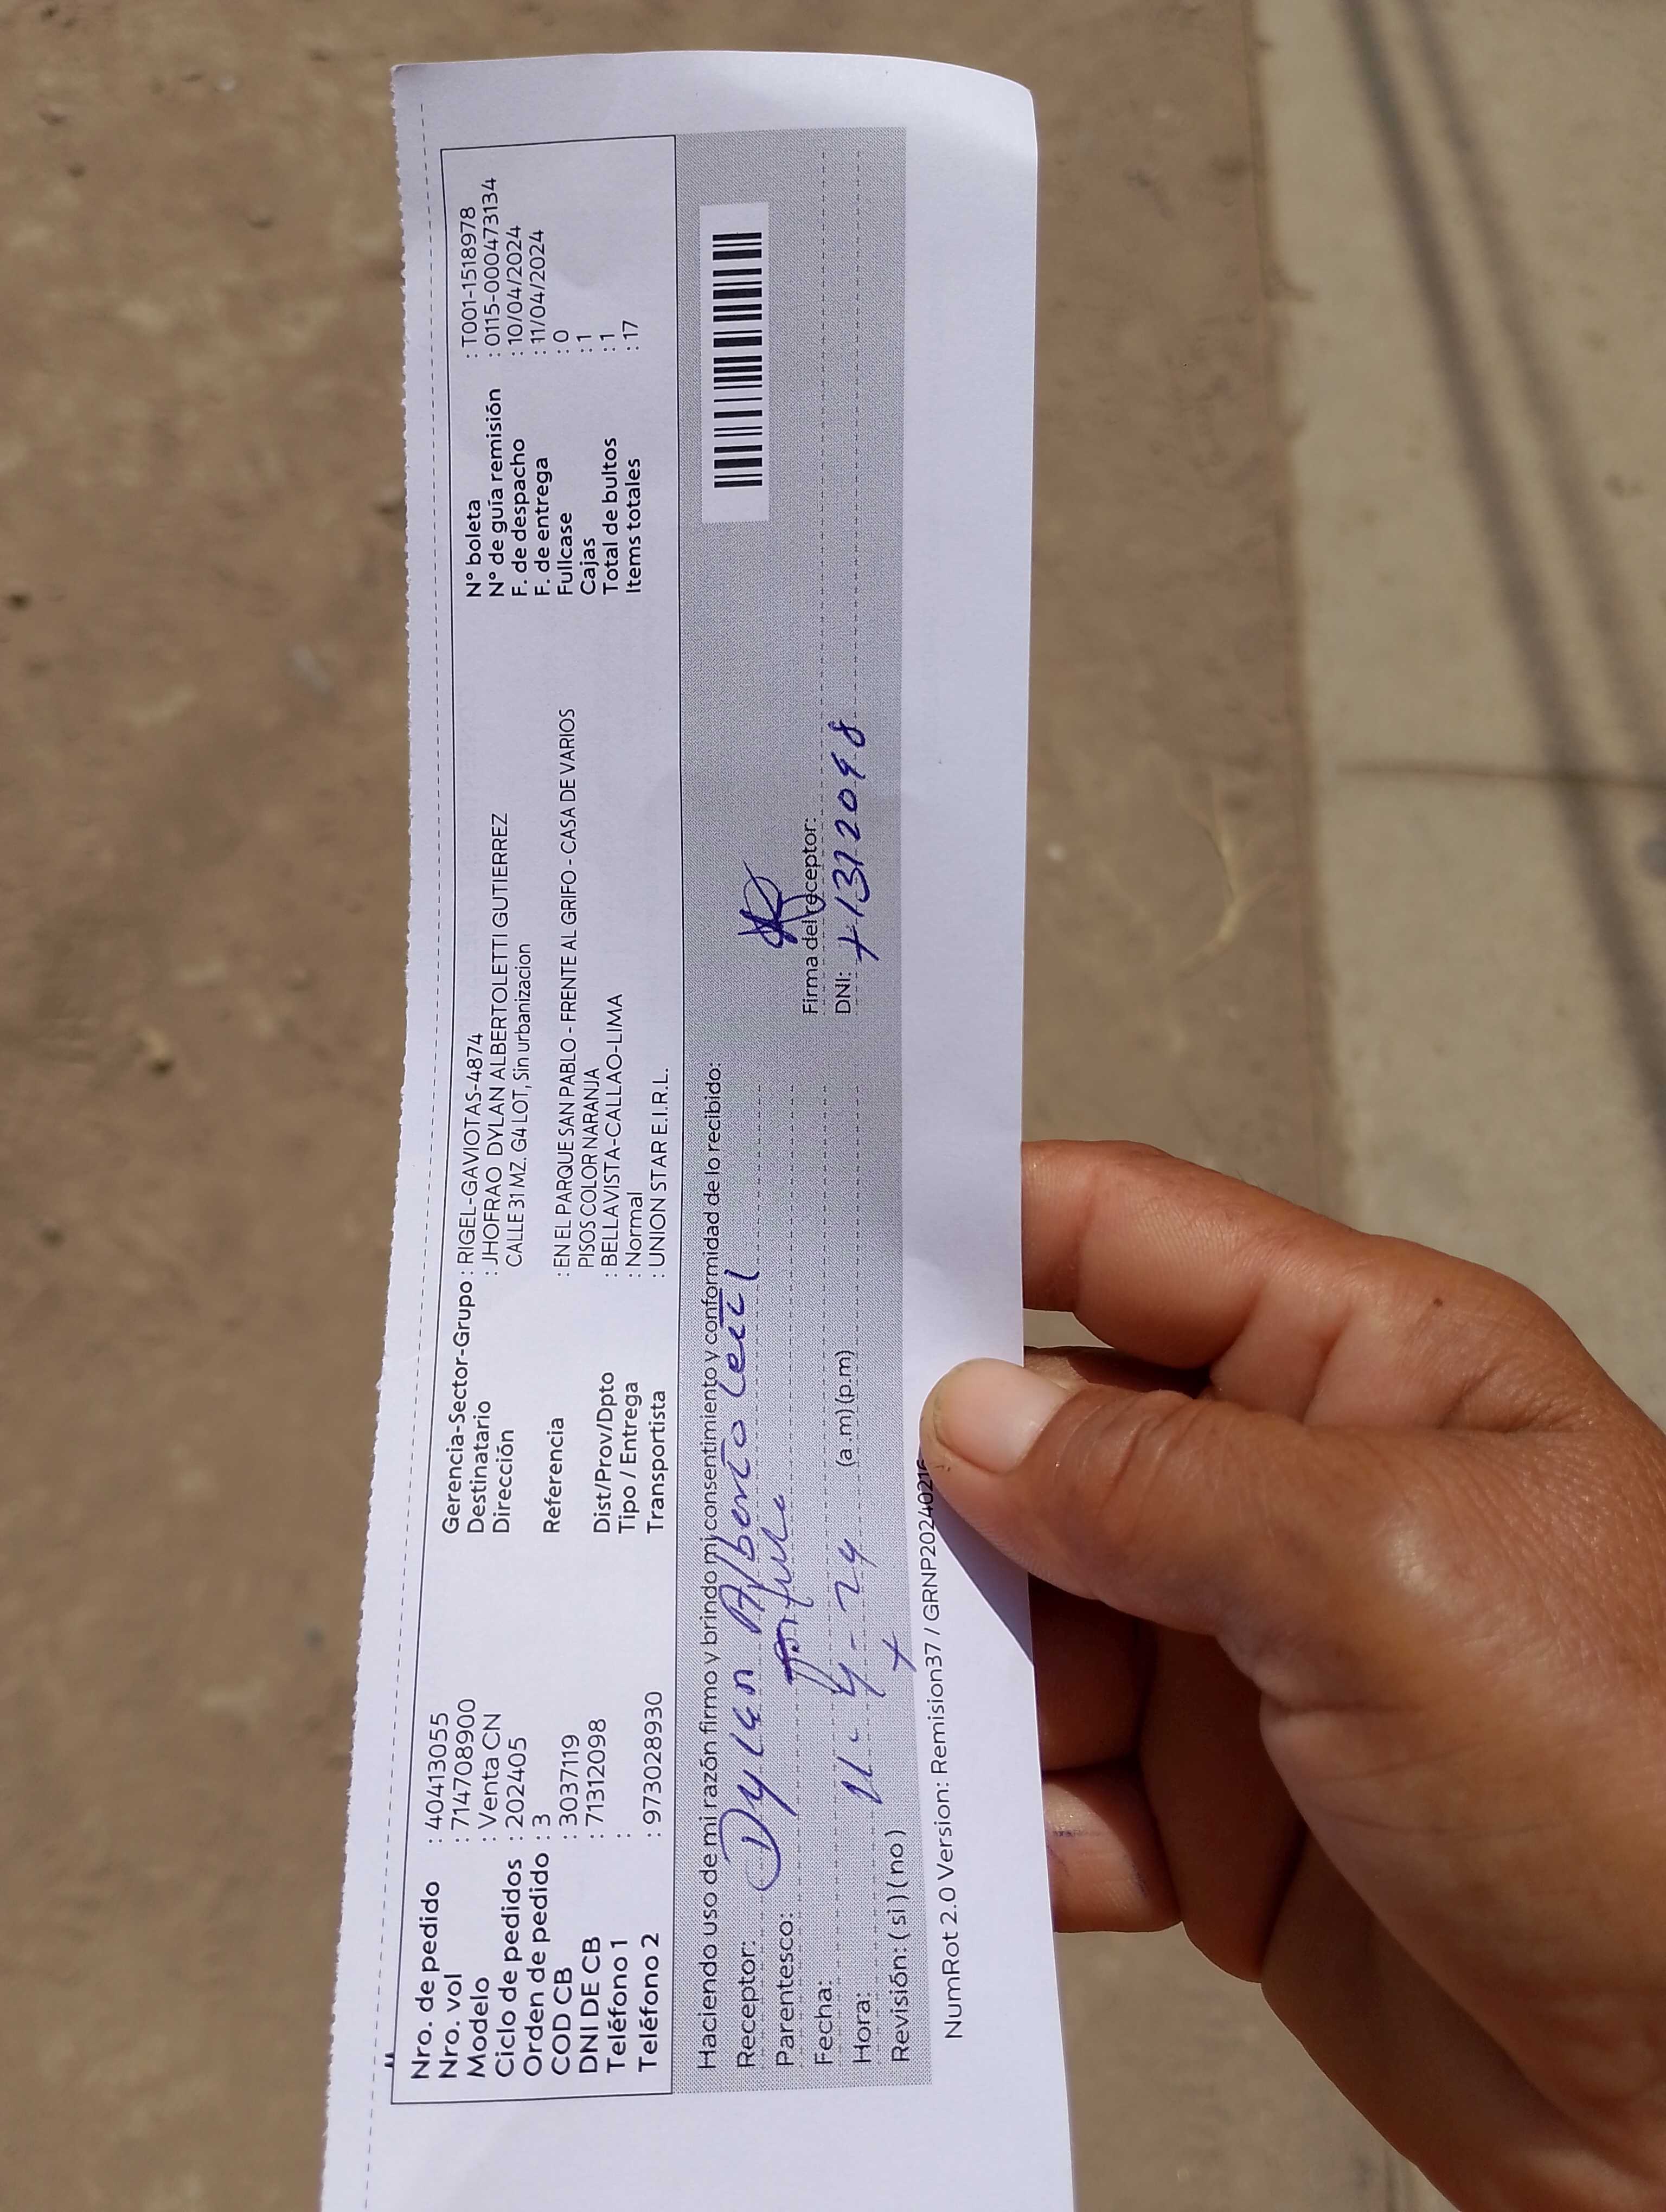 Nro. de pedido : 40413055
Nro. vol : 714708900
Modelo : Venta CN
Ciclo de pedidos : 202405
Orden de pedido : 3
COD CB : 3037119
DNI DE CB : 71312098
Teléfono 1 :
Teléfono 2 : 973028930
Gerencia-Sector-Grupo : RIGEL-GAVIOTAS-4874
Destinatario : JHOFRAO DYLAN ALBERTOLETTI GUTIERREZ
Dirección CALLE 31 MZ. G4 LOT, Sin urbanizacion
Referencia : EN EL PARQUE SAN PABLO - FRENTE AL GRIFO - CASA DE VARIOS
PISOS COLOR NARANJA
Dist/Prov/Dpto : BELLAVISTA-CALLAO-LIMA
Tipo / Entrega : Normal
Transportista : UNION STAR E.I.R.L.
N° boleta : T001-1518978
N° de guía remisión : 0115-000473134
F. de despacho : 10/04/2024
F. de entrega : 11/04/2024
Fullcase : 0
Cajas : 1
Total de bultos : 1
Items totales : 17
Haciendo uso de mi razón firmo y brindo mi consentimiento y conformidad de lo recibido:
Receptor: Dylan Albertoletti
Parentesco:
Fecha: 11-4-24
Hora: (a .m) (p.m)
Revisión: ( si ) ( no )
Firma del receptor:
DNI: 71312098
NumRot 2.0 Version: Remision37 / GRNP20240216